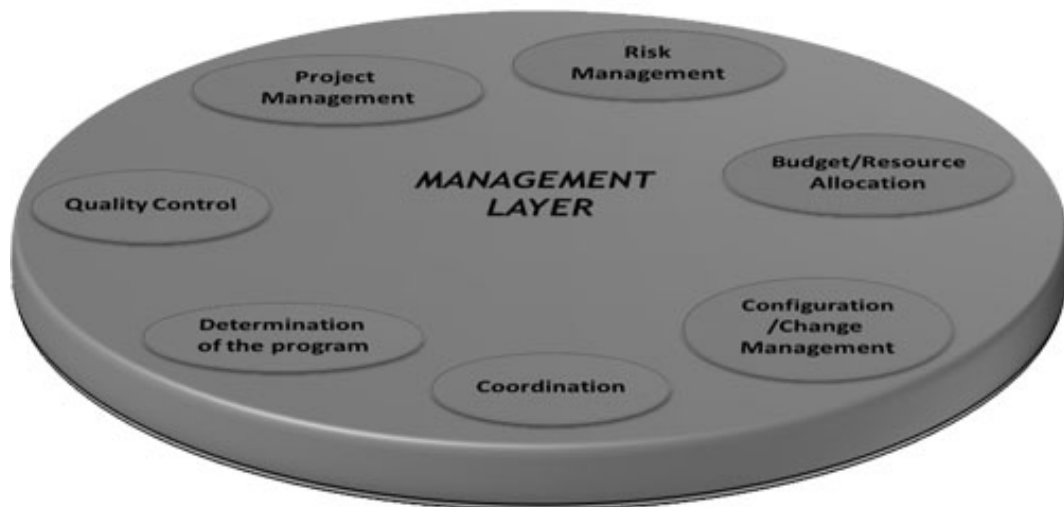 Risk
Management
Project
Management
Budget/Resource
Allocation
MANAGEMENT
LAYER
Quality Control
Configuration
/Change
Management
Determination
of the program
Coordination